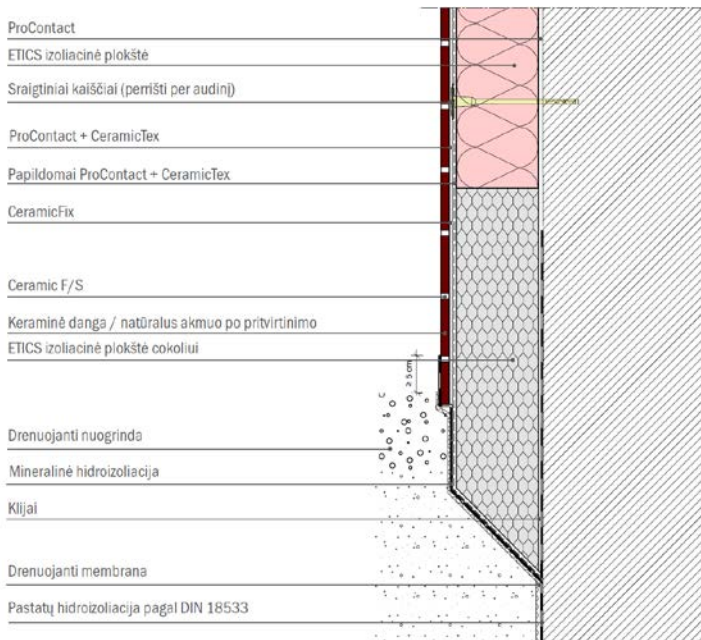 ProContact
ETICS izoliacinė plokštė
Sraigtiniai kaiščiai (perrišti per audinį)
ProContact + CeramicTex
Papildomai ProContact + CeramicTex
CeramicFix
Ceramic F/S
Keraminė danga / natūralus akmuo po pritvirtinimo
ETICS izoliacinė plokštė cokoliui
≥ 5 cm
Drenuojanti nuogrinda
Mineralinė hidroizoliacija
Klijai
Drenuojanti membrana
Pastatų hidroizoliacija pagal DIN 18533